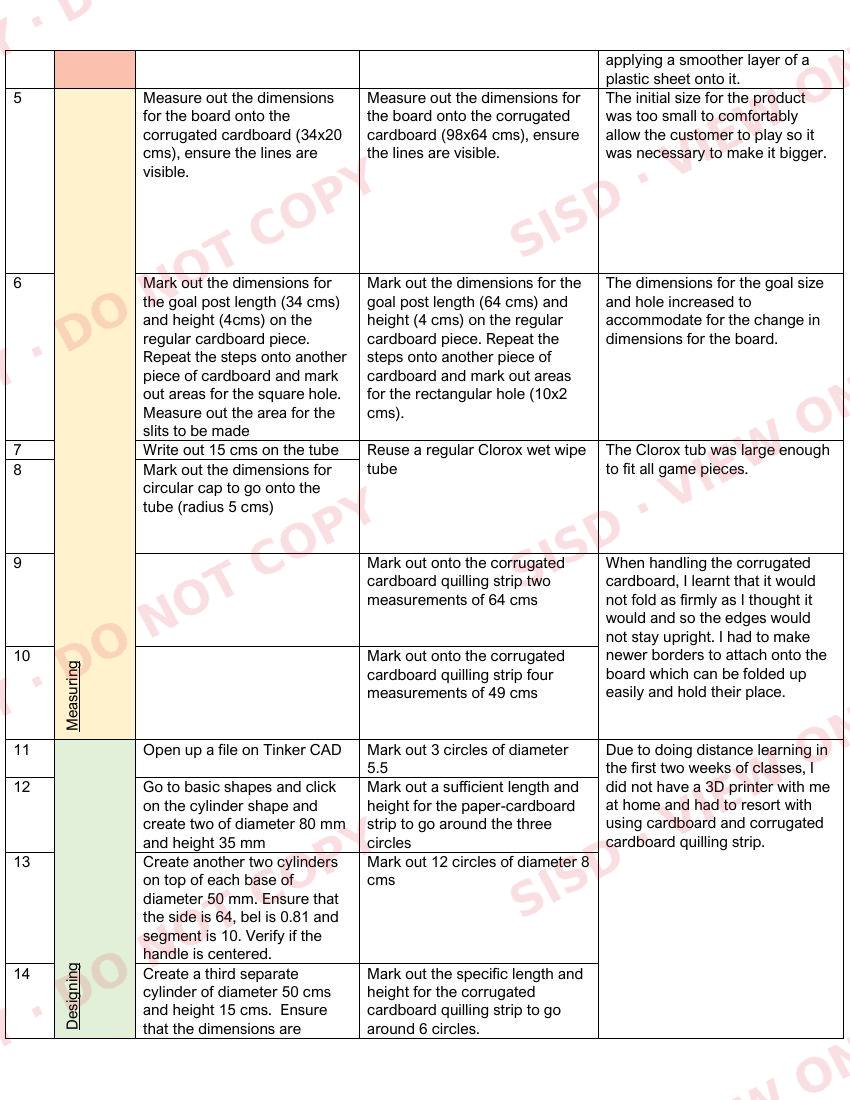 applying a smoother layer of a
plastic sheet onto it.
5
Measure out the dimensions
for the board onto the
corrugated cardboard (34x20
cms), ensure the lines are
visible.
Measure out the dimensions for
the board onto the corrugated
cardboard (98x64 cms), ensure
the lines are visible.
The initial size for the product
was too small to comfortably
allow the customer to play so it
was necessary to make it bigger.
6
Mark out the dimensions for
the goal post length (34 cms)
and height (4cms) on the
regular cardboard piece.
Repeat the steps onto another
piece of cardboard and mark
out areas for the square hole.
Measure out the area for the
slits to be made
Mark out the dimensions for the
goal post length (64 cms) and
height (4 cms) on the regular
cardboard piece. Repeat the
steps onto another piece of
cardboard and mark out areas
for the rectangular hole (10x2
cms).
The dimensions for the goal size
and hole increased to
accommodate for the change in
dimensions for the board.
7
Write out 15 cms on the tube
Reuse a regular Clorox wet wipe
tube
The Clorox tub was large enough
to fit all game pieces.
8
Mark out the dimensions for
circular cap to go onto the
tube (radius 5 cms)
9
Mark out onto the corrugated
cardboard quilling strip two
measurements of 64 cms
When handling the corrugated
cardboard, I learnt that it would
not fold as firmly as I thought it
would and so the edges would
not stay upright. I had to make
newer borders to attach onto the
board which can be folded up
easily and hold their place.
10
Measuring
Mark out onto the corrugated
cardboard quilling strip four
measurements of 49 cms
11
Open up a file on Tinker CAD
Mark out 3 circles of diameter
5.5
Due to doing distance learning in
the first two weeks of classes, I
did not have a 3D printer with me
at home and had to resort with
using cardboard and corrugated
cardboard quilling strip.
12
Go to basic shapes and click
on the cylinder shape and
create two of diameter 80 mm
and height 35 mm
Mark out a sufficient length and
height for the paper-cardboard
strip to go around the three
circles
13
Create another two cylinders
on top of each base of
diameter 50 mm. Ensure that
the side is 64, bel is 0.81 and
segment is 10. Verify if the
handle is centered.
Mark out 12 circles of diameter 8
cms
14
Designing
Create a third separate
cylinder of diameter 50 cms
and height 15 cms.  Ensure
that the dimensions are
Mark out the specific length and
height for the corrugated
cardboard quilling strip to go
around 6 circles.
SISD · VIEW ON
Y · DO NOT COPY
SISD · VIEW ON
Y · DO NOT COPY
SISD · VIEW ON
Y · DO NOT COPY
SISD · VIEW ON